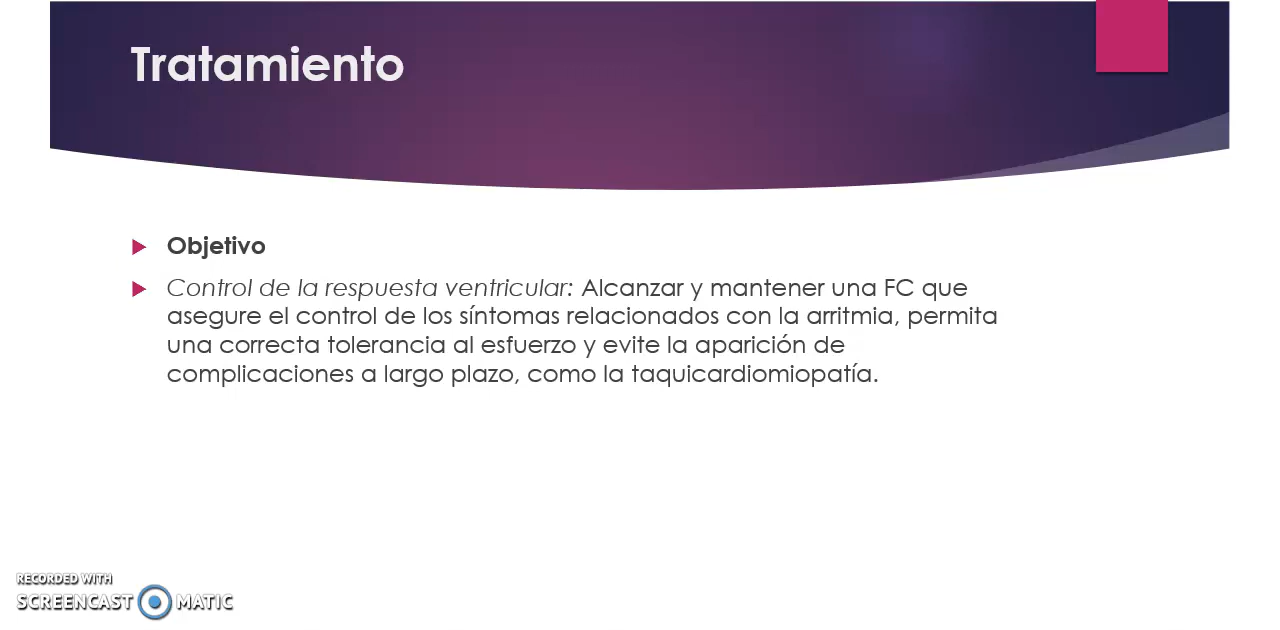 Tratamiento
Objetivo
Control de la respuesta ventricular: Alcanzar y mantener una FC que
asegure el control de los síntomas relacionados con la arritmia, permita
una correcta tolerancia al esfuerzo y evite la aparición de
complicaciones a largo plazo, como la taquicardiomiopatía.
RECORDED WITH
SCREENCAST MATIC